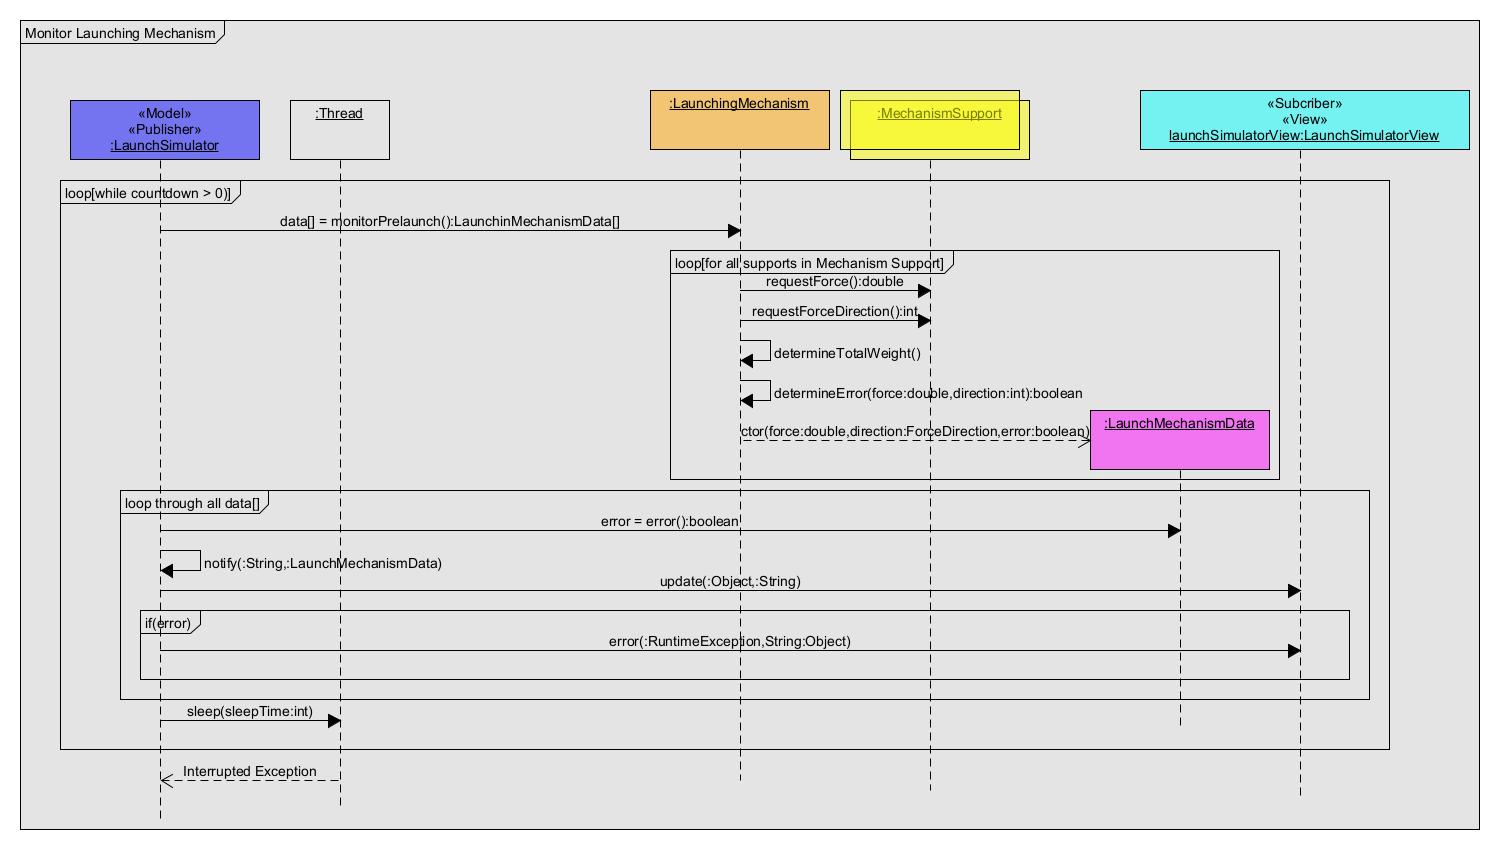 Monitor Launching Mechanism
«Model»
«Publisher»
:LaunchSimulator
:Thread
:LaunchingMechanism
:MechanismSupport
«Subcriber»
«View»
launchSimulatorView:LaunchSimulatorView
loop[while countdown > 0)]
data[] = monitorPrelaunch():LaunchinMechanismData[]
loop[for all supports in Mechanism Support]
requestForce():double
requestForceDirection():int
determineTotalWeight()
determineError(force:double,direction:int):boolean
ctor(force:double,direction:ForceDirection,error:boolean)
:LaunchMechanismData
loop through all data[]
error = error():boolean
notify(:String,:LaunchMechanismData)
update(:Object,:String)
if(error)
error(:RuntimeException,String:Object)
sleep(sleepTime:int)
Interrupted Exception